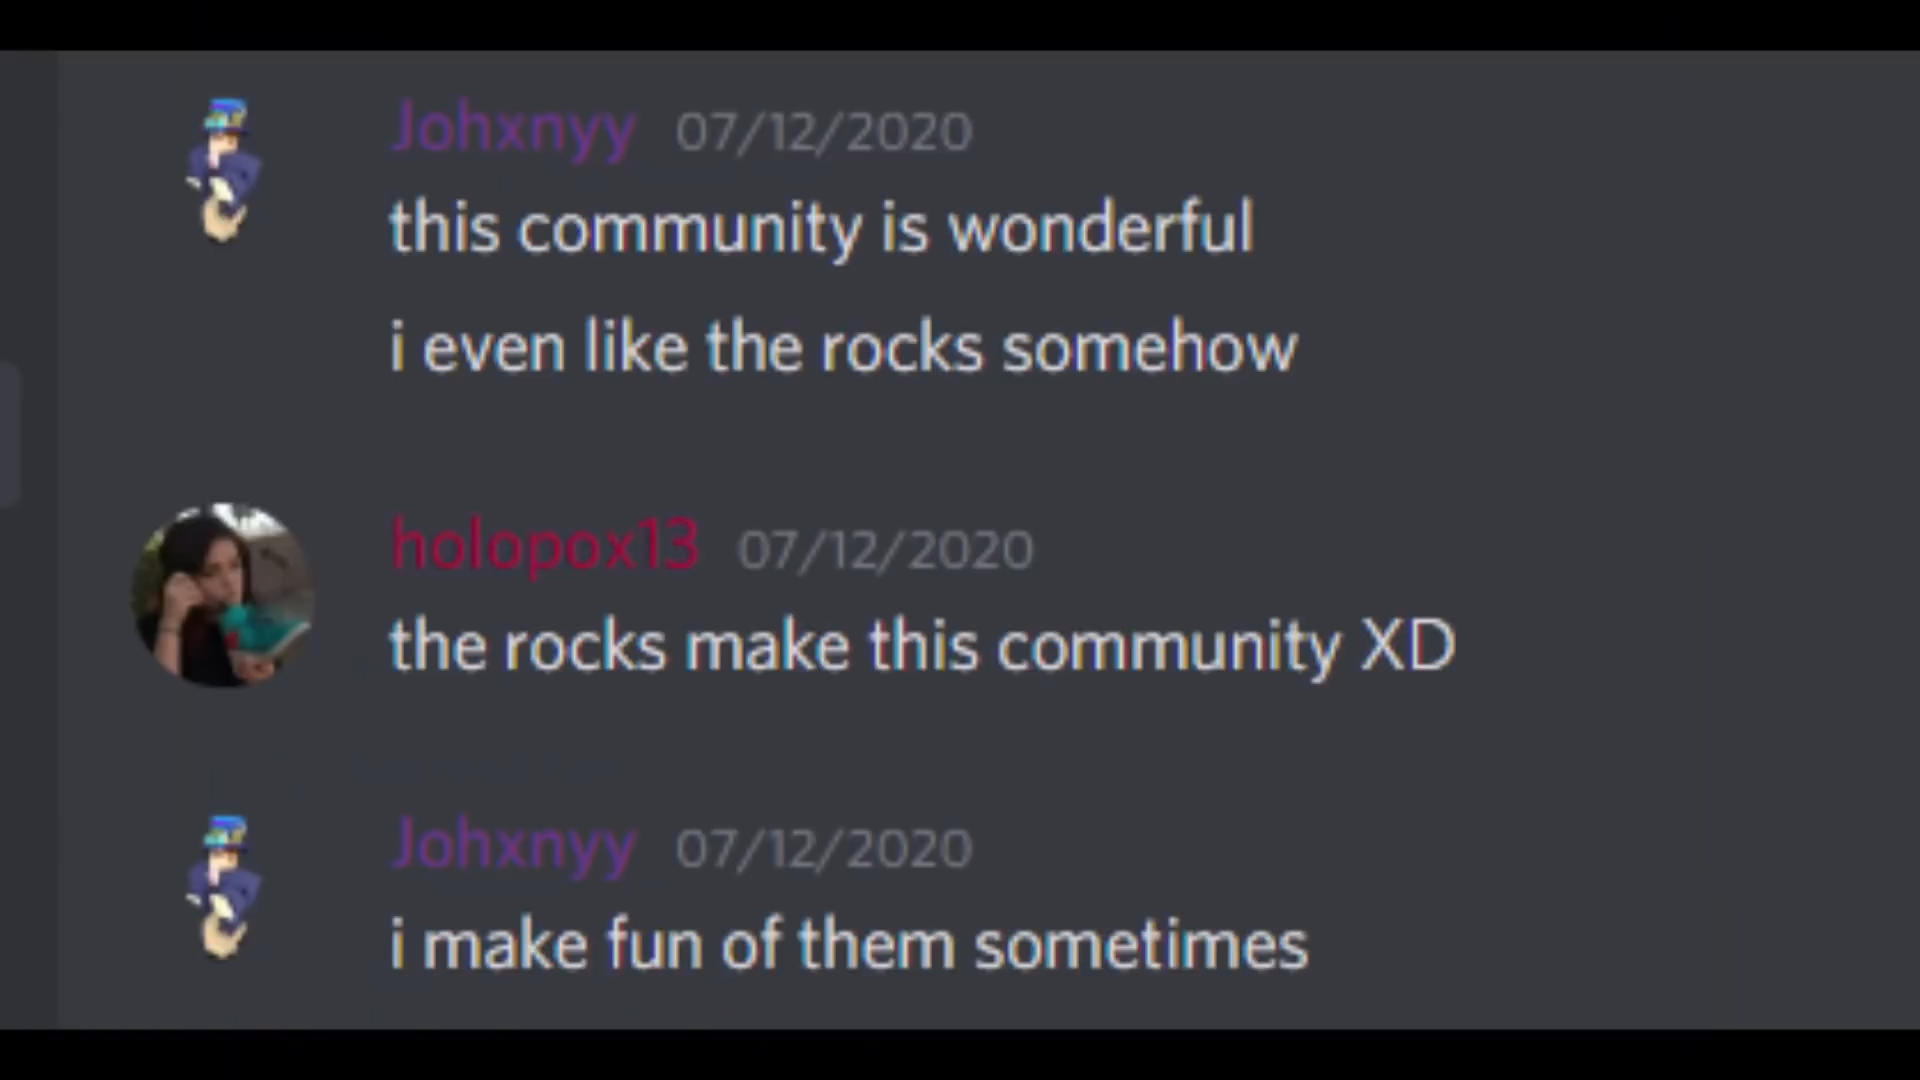 Johxnyy 07/12/2020
this community is wonderful
i even like the rocks somehow
holopox13 07/12/2020
the rocks make this community XD
Johxnyy 07/12/2020
i make fun of them sometimes